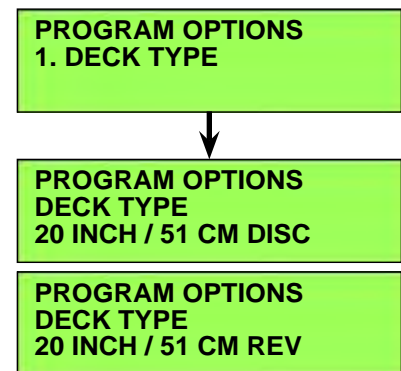 PROGRAM OPTIONS
1. DECK TYPE
PROGRAM OPTIONS
DECK TYPE
20 INCH / 51 CM DISC
PROGRAM OPTIONS
DECK TYPE
20 INCH / 51 CM REV